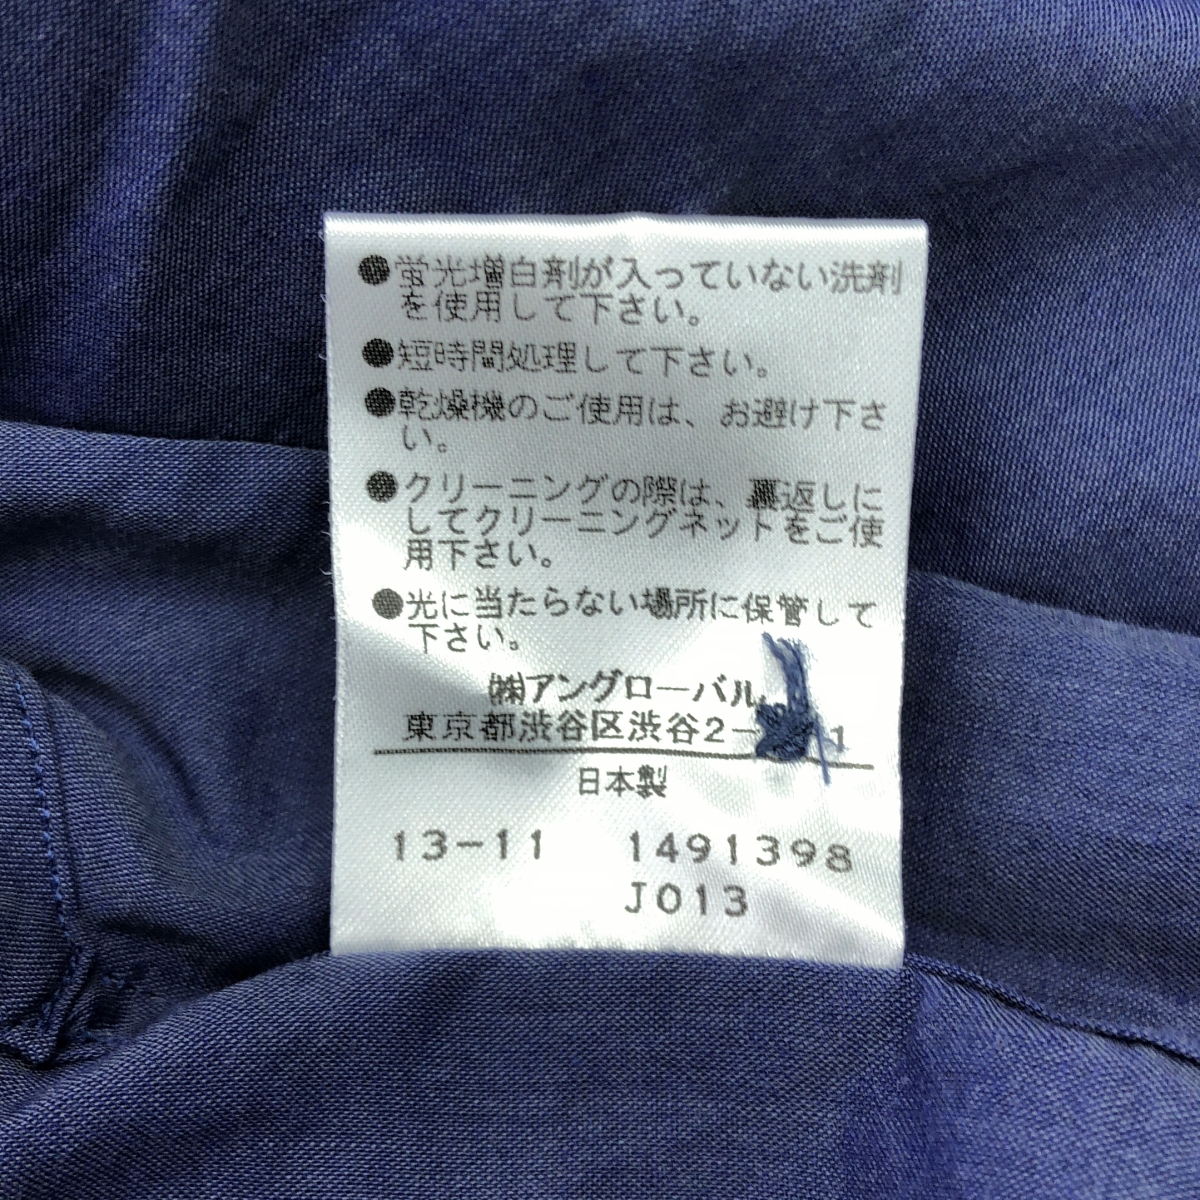 ●蛍光増白剤が入っていない洗剤
を使用して下さい。
●短時間処理して下さい。
●乾燥機のご使用は、お避け下さ
い。
●クリーニングの際は、裏返しに
してクリーニングネットをご使
用下さい。
●光に当たらない場所に保管して
下さい。
㈱アングローバル
東京都渋谷区渋谷2-
日本製
13-11 1491398
J013